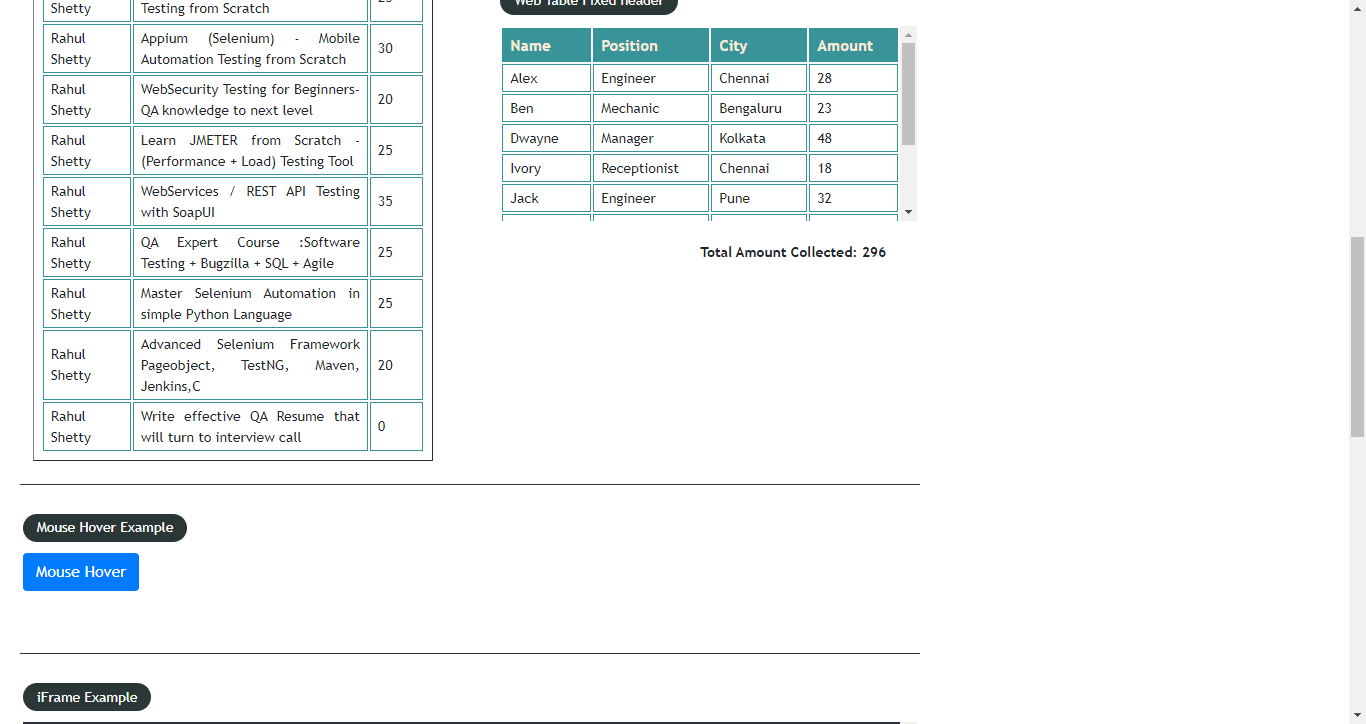 Shetty Testing from Scratch
Rahul Shetty Appium (Selenium) - Mobile Automation Testing from Scratch 30
Rahul Shetty WebSecurity Testing for Beginners-QA knowledge to next level 20
Rahul Shetty Learn JMETER from Scratch - (Performance + Load) Testing Tool 25
Rahul Shetty WebServices / REST API Testing with SoapUI 35
Rahul Shetty QA Expert Course :Software Testing + Bugzilla + SQL + Agile 25
Rahul Shetty Master Selenium Automation in simple Python Language 25
Rahul Shetty Advanced Selenium Framework Pageobject, TestNG, Maven, Jenkins,C 20
Rahul Shetty Write effective QA Resume that will turn to interview call 0
Web Table Fixed header
Name Position City Amount
Alex Engineer Chennai 28
Ben Mechanic Bengaluru 23
Dwayne Manager Kolkata 48
Ivory Receptionist Chennai 18
Jack Engineer Pune 32
Total Amount Collected: 296
Mouse Hover Example
Mouse Hover
iFrame Example